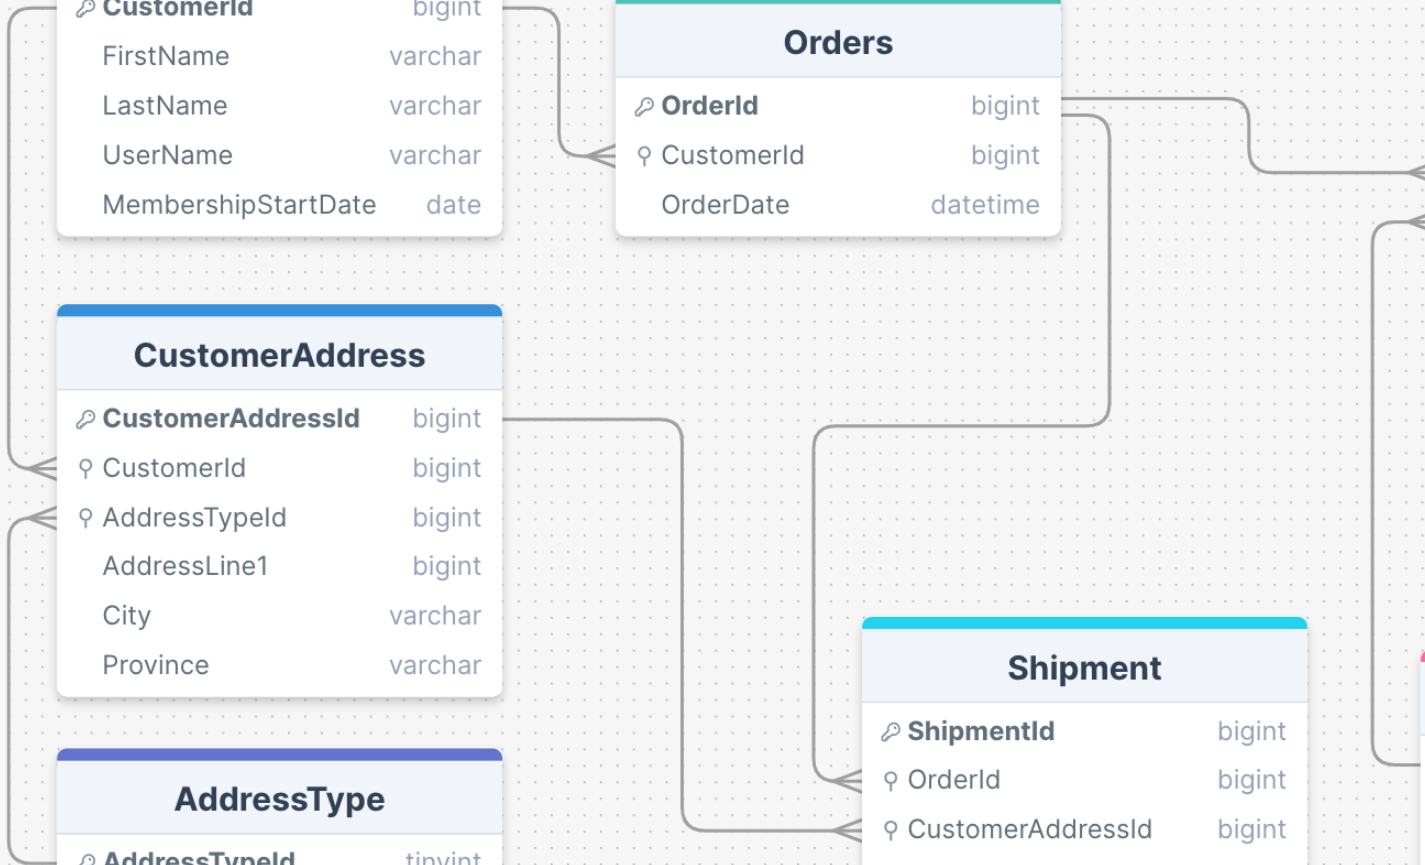 CustomerId bigint
FirstName varchar
LastName varchar
UserName varchar
MembershipStartDate date
Orders
OrderId bigint
CustomerId bigint
OrderDate datetime
CustomerAddress
CustomerAddressId bigint
CustomerId bigint
AddressTypeId bigint
AddressLine1 bigint
City varchar
Province varchar
AddressType
AddressTypeId tinyint
Shipment
ShipmentId bigint
OrderId bigint
CustomerAddressId bigint